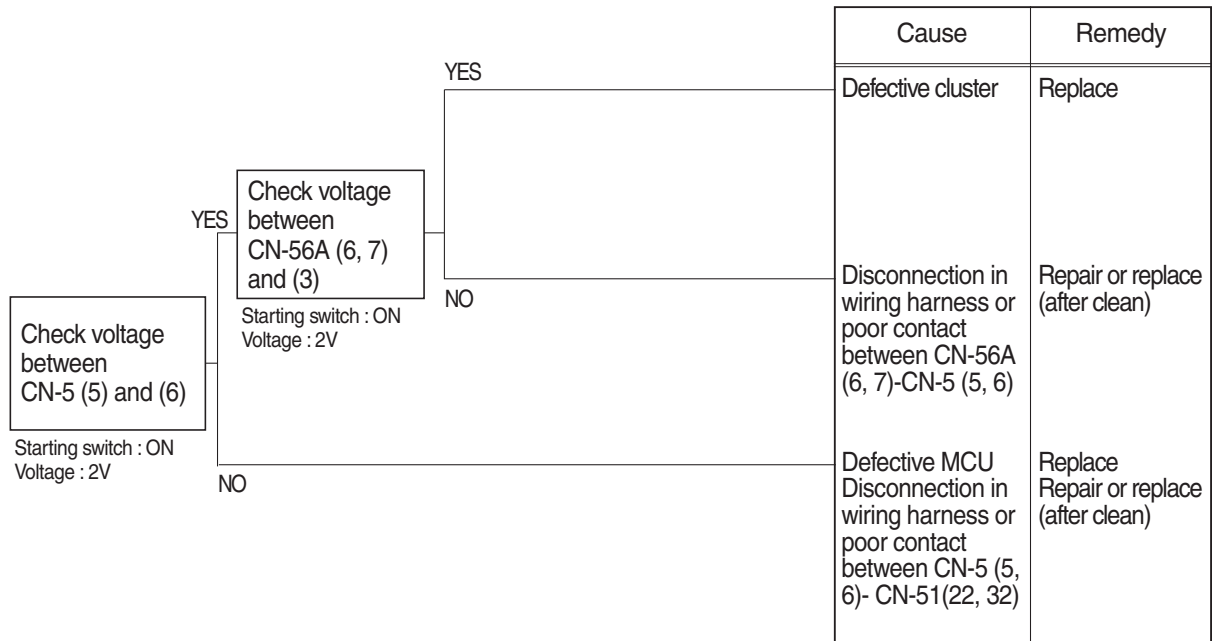 Cause
Remedy
YES
Defective cluster
Replace
Check voltage
between
CN-56A (6, 7)
and (3)
YES
Starting switch : ON
Voltage : 2V
NO
Disconnection in
wiring harness or
poor contact
between CN-56A
(6, 7)-CN-5 (5, 6)
Repair or replace
(after clean)
Check voltage
between
CN-5 (5) and (6)
Starting switch : ON
Voltage : 2V
NO
Defective MCU
Disconnection in
wiring harness or
poor contact
between CN-5 (5,
6)- CN-51(22, 32)
Replace
Repair or replace
(after clean)